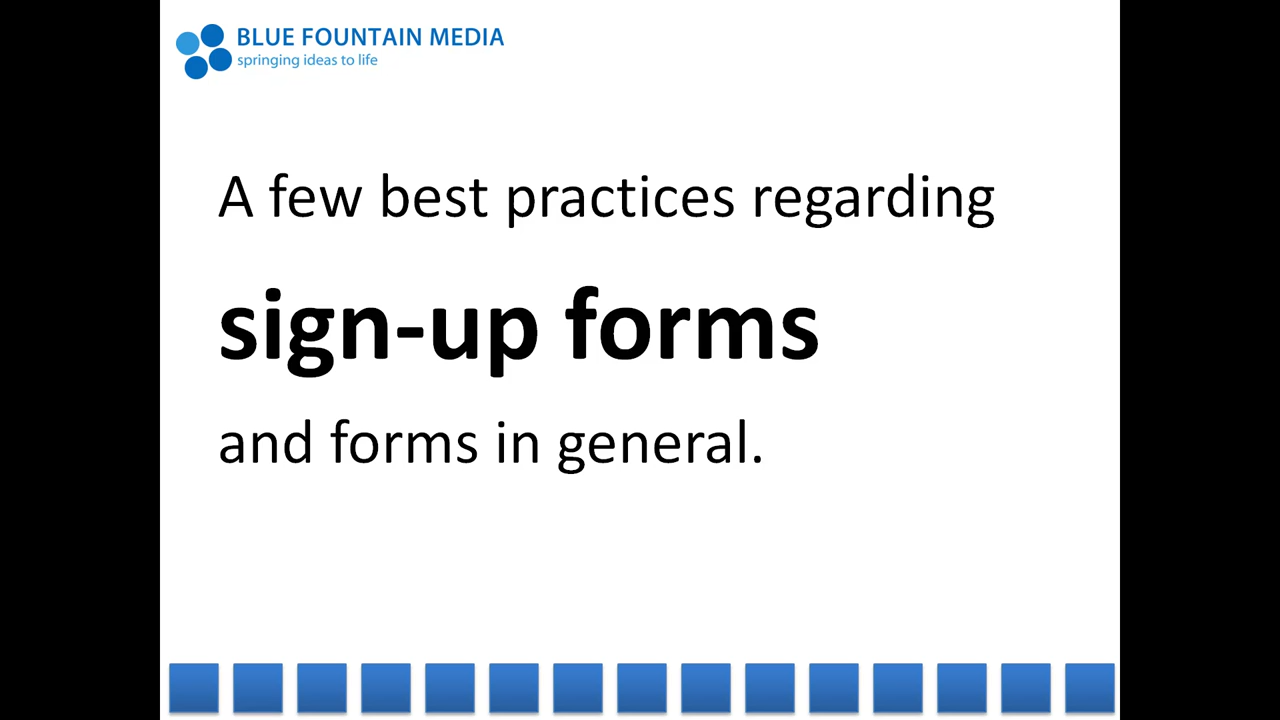 BLUE FOUNTAIN MEDIA
springing ideas to life
A few best practices regarding
sign-up forms
and forms in general.